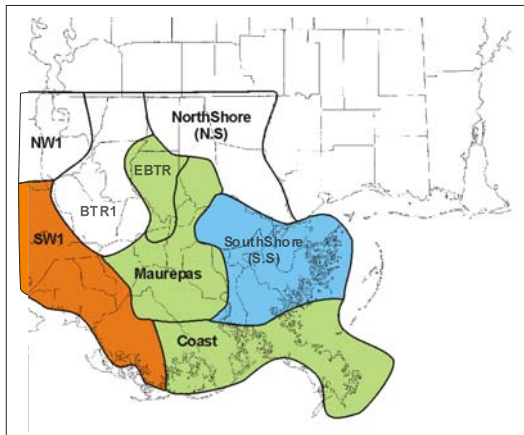 NorthShore
(N.S)
NW1
EBTR
BTR1
SW1
SouthShore
(S.S)
Maurepas
Coast